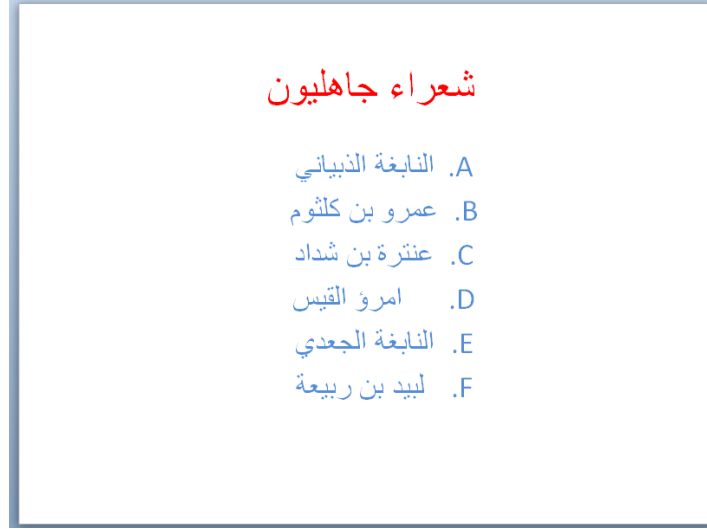 شعراء جاهليون
A. النابغة الذبياني
B. عمرو بن كلثوم
C. عنترة بن شداد
D. امرؤ القيس
E. النابغة الجعدي
F. لبيد بن ربيعة